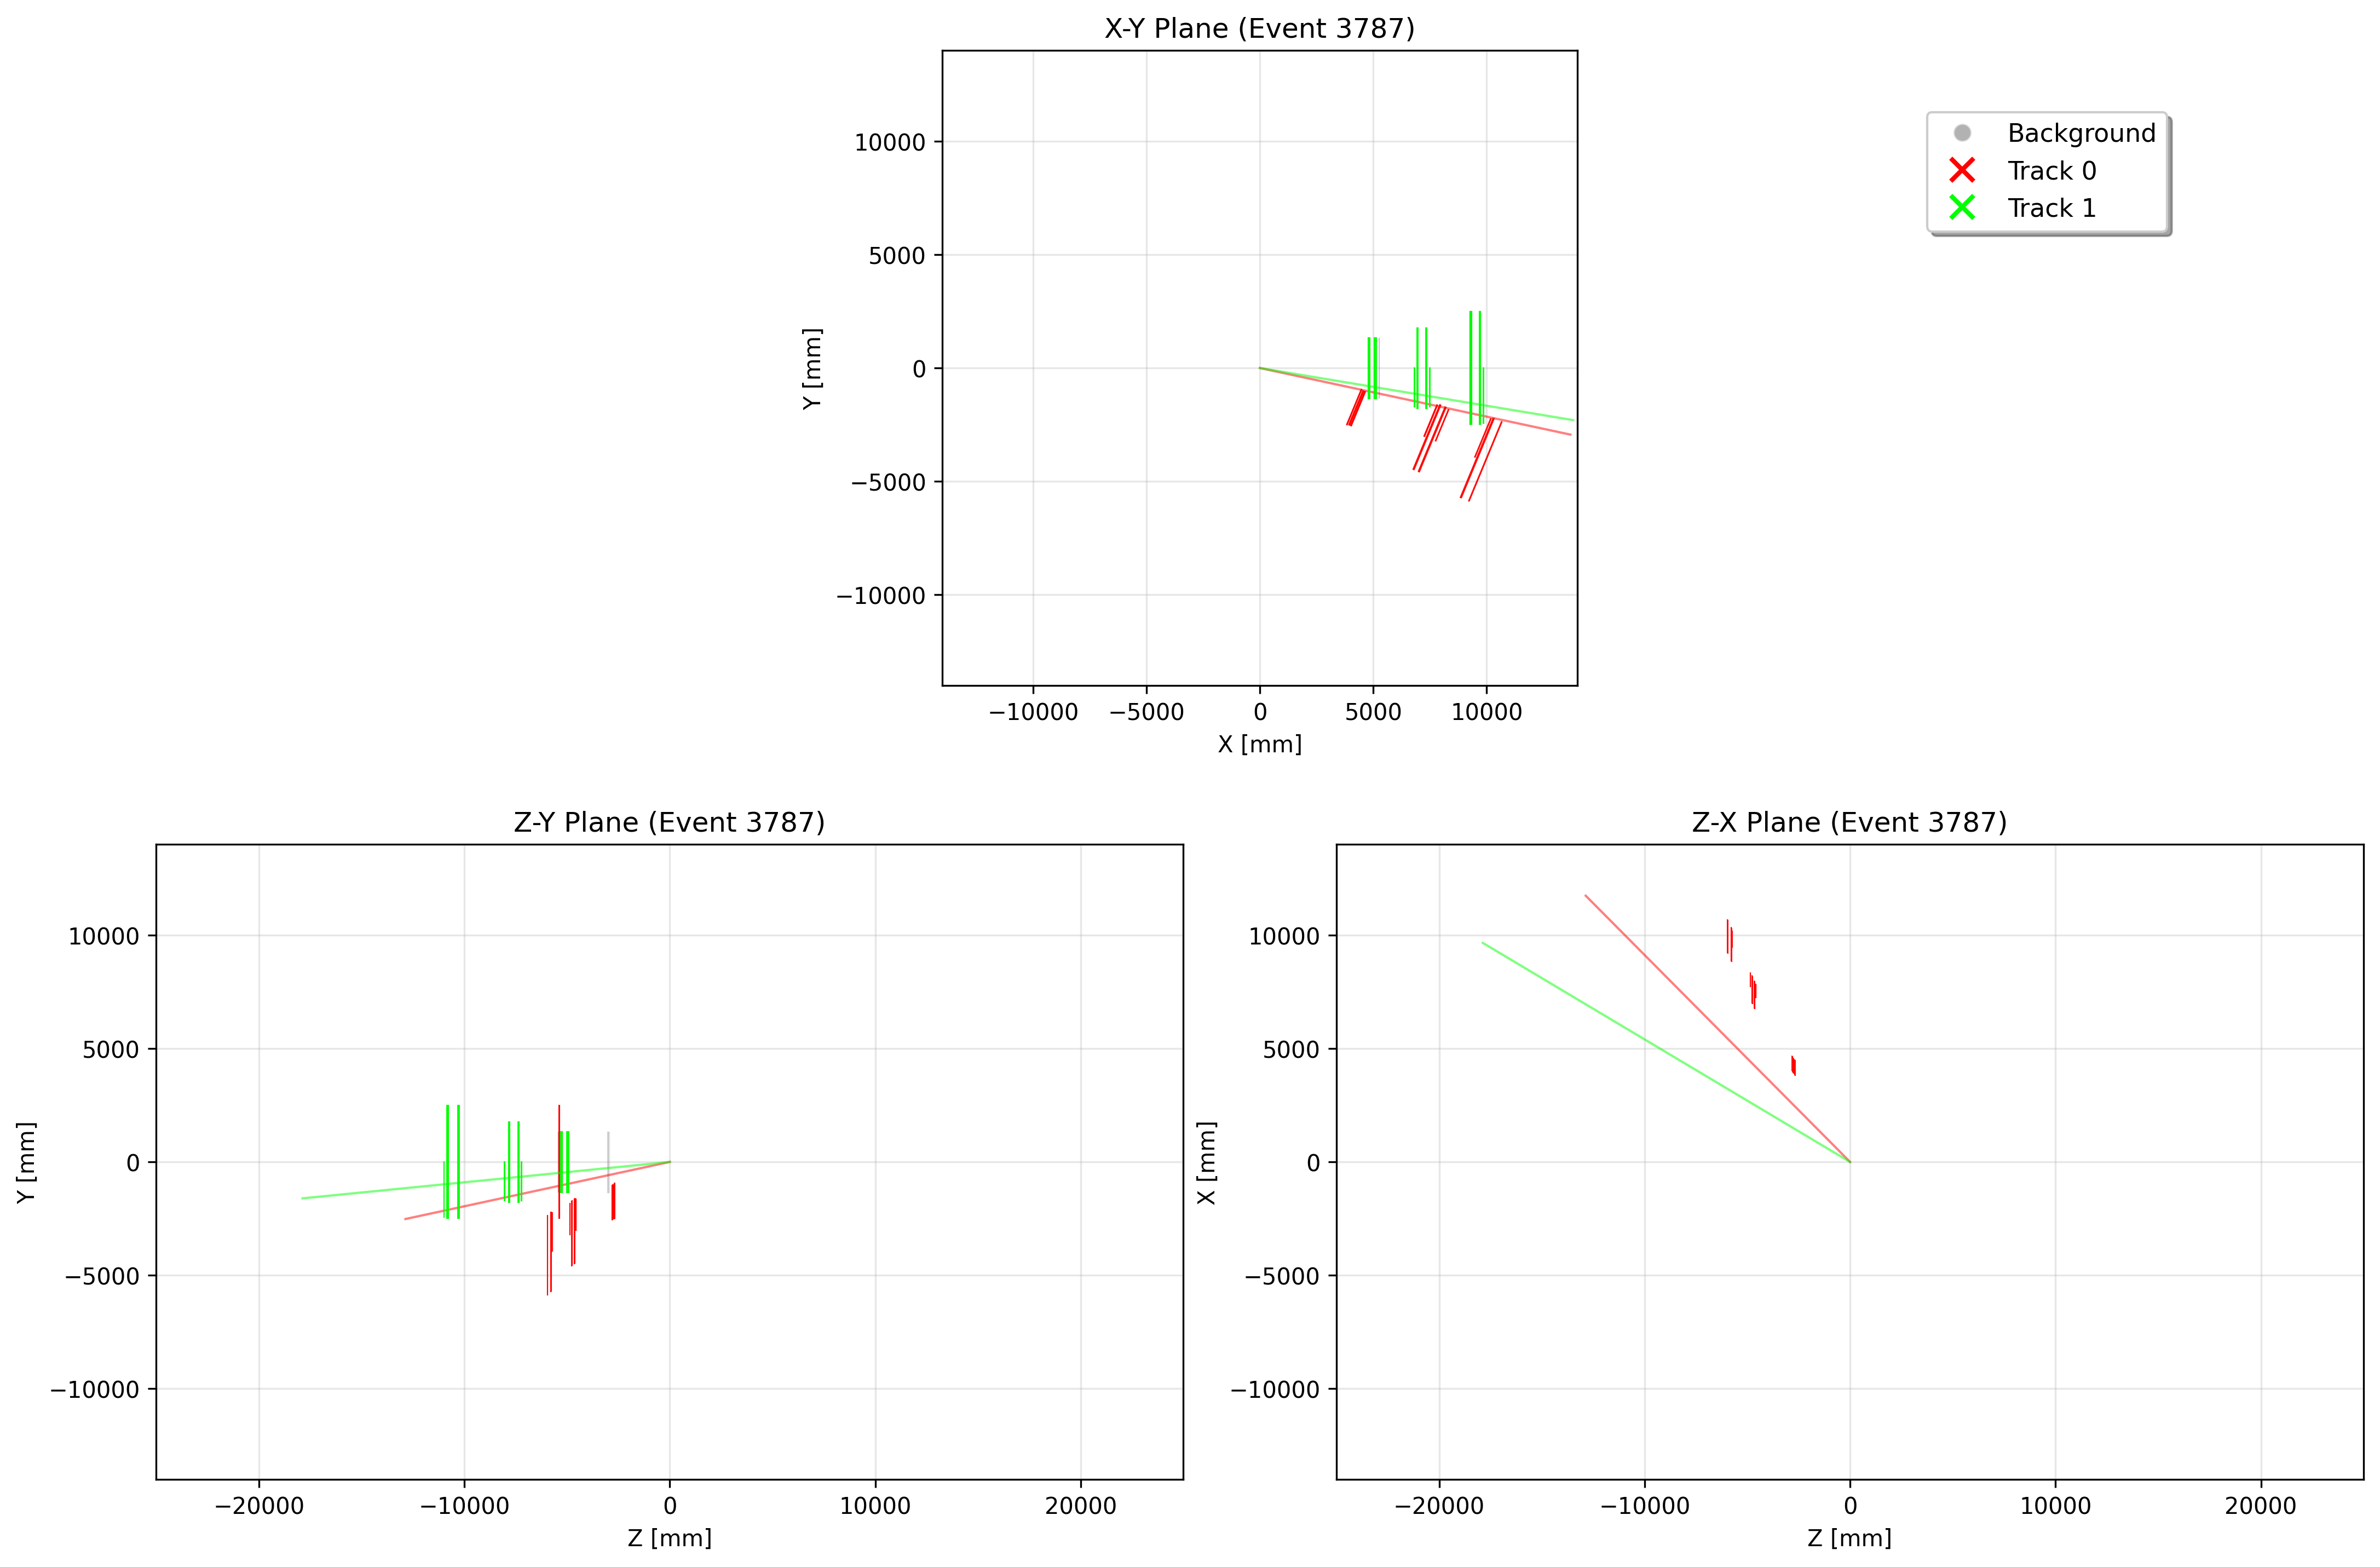 X-Y Plane (Event 3787)
Background
Track 0
Track 1
Y [mm]
10000
5000
0
−5000
−10000
−10000 −5000 0 5000 10000
X [mm]
Z-Y Plane (Event 3787)
Y [mm]
10000
5000
0
−5000
−10000
−20000 −10000 0 10000 20000
Z [mm]
Z-X Plane (Event 3787)
X [mm]
10000
5000
0
−5000
−10000
−20000 −10000 0 10000 20000
Z [mm]